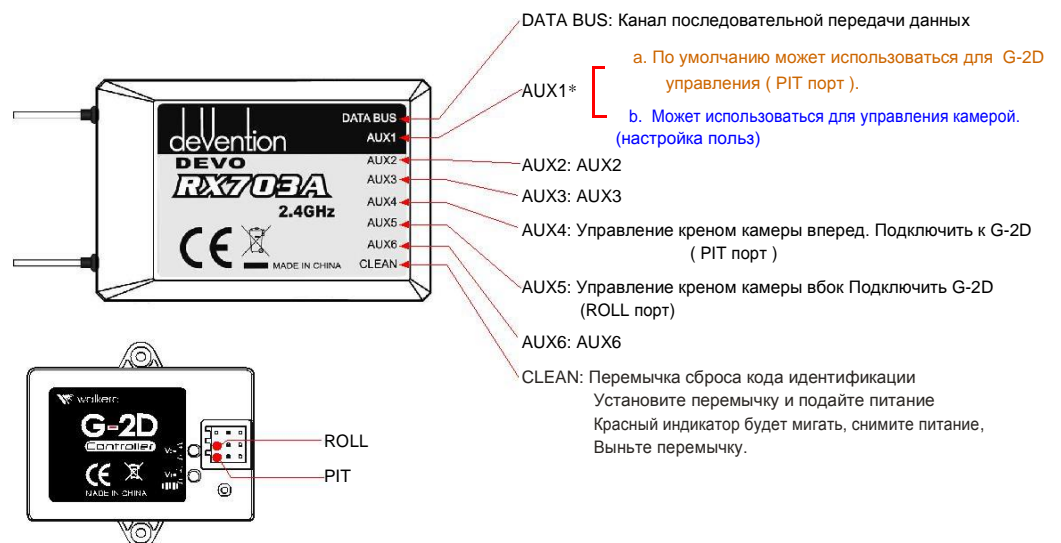 DATA BUS: Канал последовательной передачи данных
a. По умолчанию может использоваться для G-2D
управления ( PIT порт ).
AUX1*
b. Может использоваться для управления камерой.
(настройка польз)
AUX2: AUX2
AUX3: AUX3
AUX4: Управление креном камеры вперед. Подключить к G-2D
( PIT порт )
AUX5: Управление креном камеры вбок Подключить G-2D
(ROLL порт)
AUX6: AUX6
CLEAN: Перемычка сброса кода идентификации
Установите перемычку и подайте питание
Красный индикатор будет мигать, снимите питание,
Выньте перемычку.
deVention
DEVO
RX703A
2.4GHz
CE
MADE IN CHINA
DATA BUS
AUX1
AUX2
AUX3
AUX4
AUX5
AUX6
CLEAN
walkera
G-2D
Controller
CE
MADE IN CHINA
ROLL
PIT